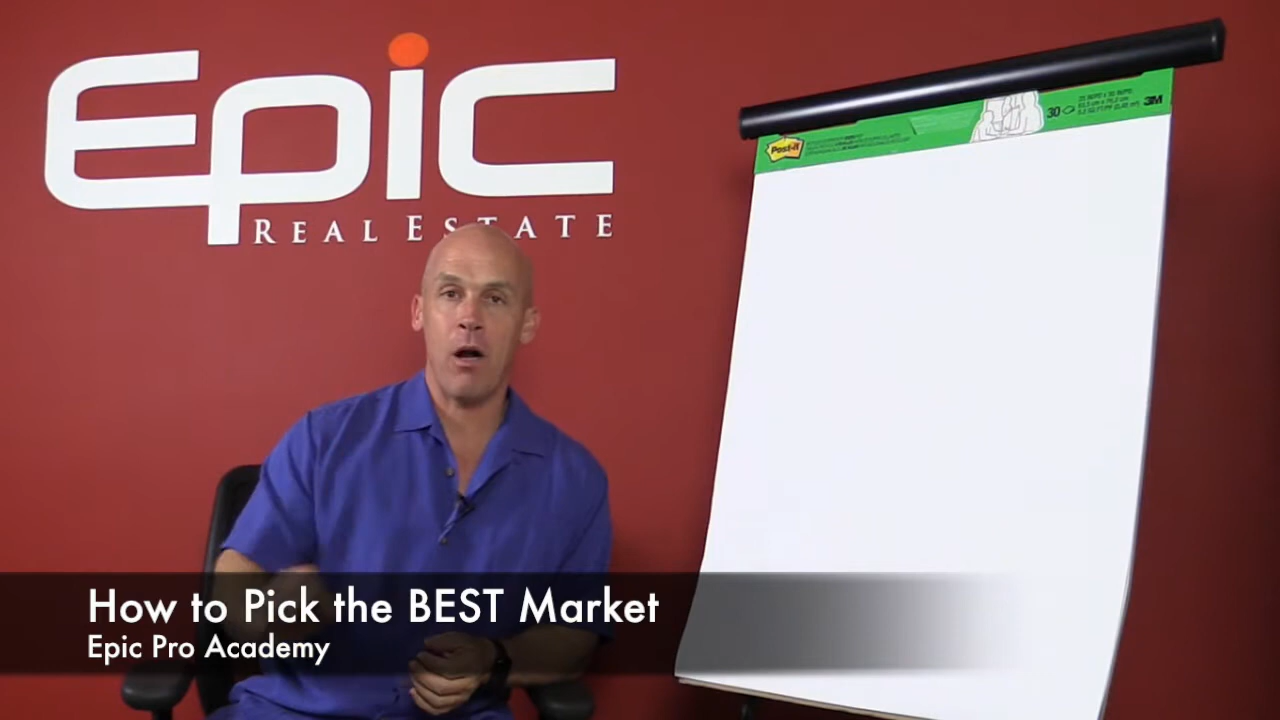 Epic
REAL ESTATE
Post-it
30
3M
How to Pick the BEST Market
Epic Pro Academy